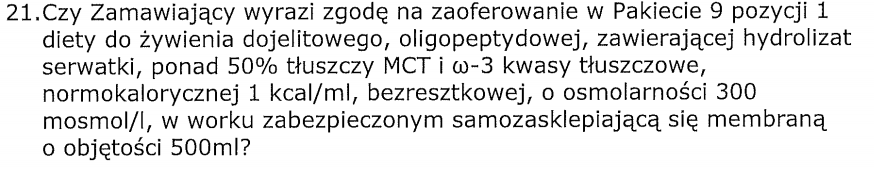 21.Czy Zamawiający wyrazi zgodę na zaoferowanie w Pakiecie 9 pozycji 1
diety do żywienia dojelitowego, oligopeptydowej, zawierającej hydrolizat
serwatki, ponad 50% tłuszczy MCT i ω-3 kwasy tłuszczowe,
normokalorycznej 1 kcal/ml, bezresztkowej, o osmolarności 300
mosmol/l, w worku zabezpieczonym samozasklepiającą się membraną
o objętości 500ml?